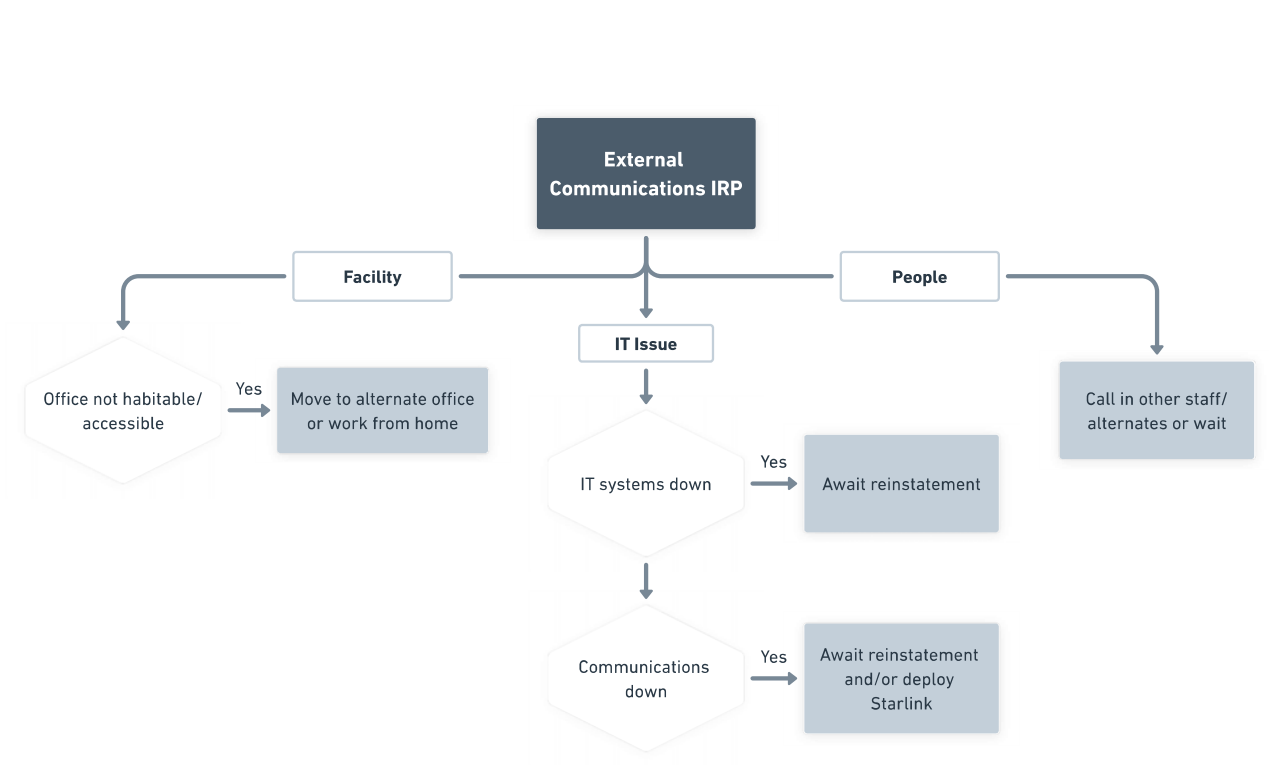 External
Communications IRP
Facility
People
IT Issue
Office not habitable/
accessible
Yes
Move to alternate office
or work from home
Call in other staff/
alternates or wait
IT systems down
Yes
Await reinstatement
Communications
down
Yes
Await reinstatement
and/or deploy
Starlink